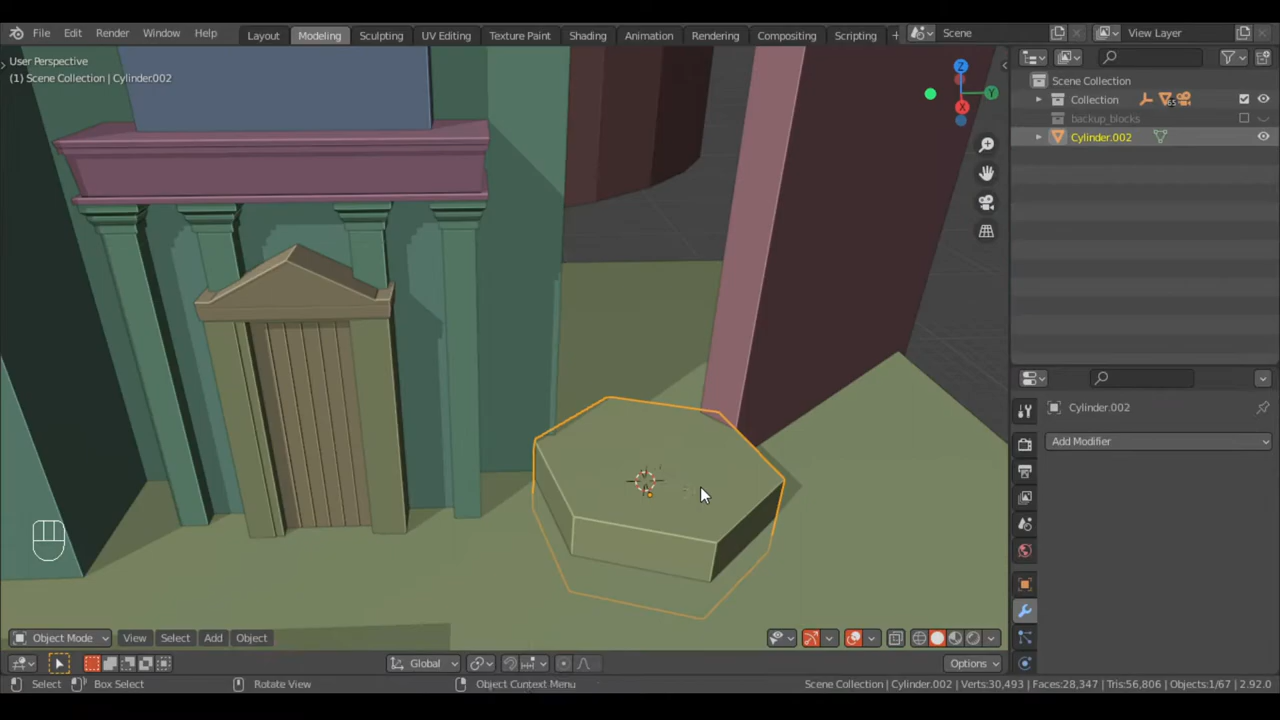 File Edit Render Window Help Layout Modeling Sculpting UV Editing Texture Paint Shading Animation Rendering Compositing Scripting + Scene View Layer
User Perspective
(1) Scene Collection | Cylinder.002
Z
Y
X
Scene Collection
Collection 65
backup_blocks
Cylinder.002
Cylinder.002
Add Modifier
Object Mode View Select Add Object
Global Options
Select Box Select Rotate View Object Context Menu Scene Collection | Cylinder.002 | Verts:30,493 | Faces:28,347 | Tris:56,806 | Objects:1/67 | 2.92.0